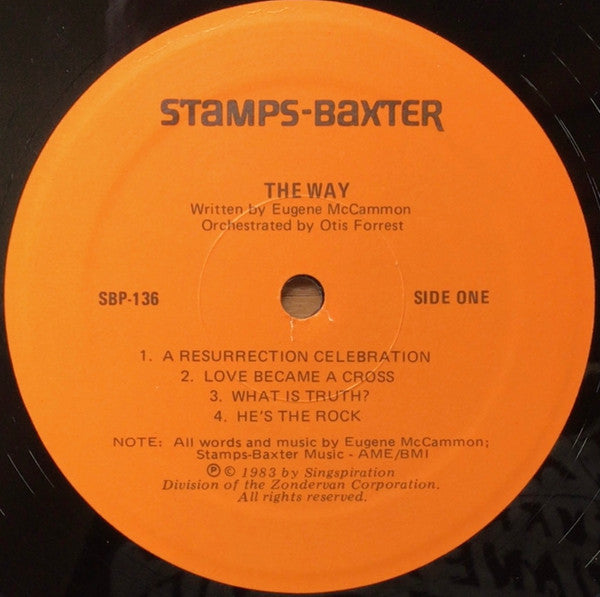 STAMPS-BAXTER
THE WAY
Written by Eugene McCammon
Orchestrated by Otis Forrest
SBP-136
SIDE ONE
1. A RESURRECTION CELEBRATION
2. LOVE BECAME A CROSS
3. WHAT IS TRUTH?
4. HE'S THE ROCK
NOTE: All words and music by Eugene McCammon;
Stamps-Baxter Music - AME/BMI
℗ © 1983 by Singspiration
Division of the Zondervan Corporation.
All rights reserved.